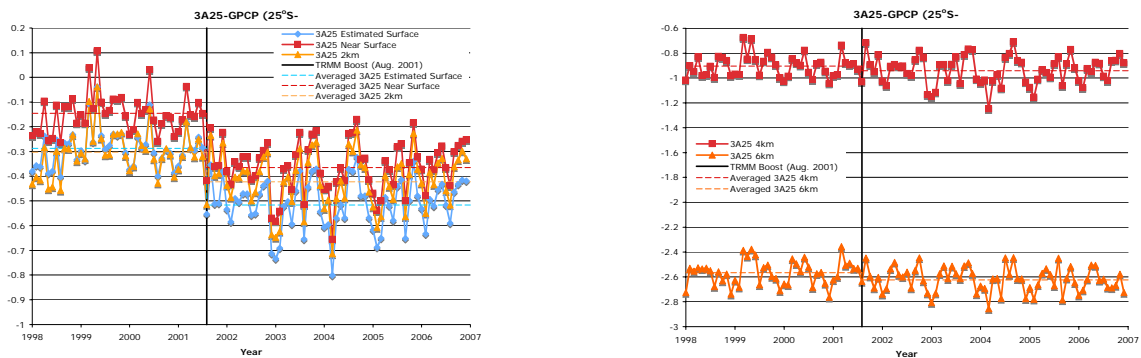 3A25-GPCP (25°S-
0.2
0.1
0
-0.1
-0.2
-0.3
-0.4
-0.5
-0.6
-0.7
-0.8
-0.9
-1
3A25 Estimated Surface
3A25 Near Surface
3A25 2km
TRMM Boost (Aug. 2001)
Averaged 3A25 Estimated Surface
Averaged 3A25 Near Surface
Averaged 3A25 2km
1998 1999 2000 2001 2002 2003 2004 2005 2006 2007
Year
3A25-GPCP (25°S-
-0.6
-0.8
-1
-1.2
-1.4
-1.6
-1.8
-2
-2.2
-2.4
-2.6
-2.8
-3
3A25 4km
3A25 6km
TRMM Boost (Aug. 2001)
Averaged 3A25 4km
Averaged 3A25 6km
1998 1999 2000 2001 2002 2003 2004 2005 2006 2007
Year